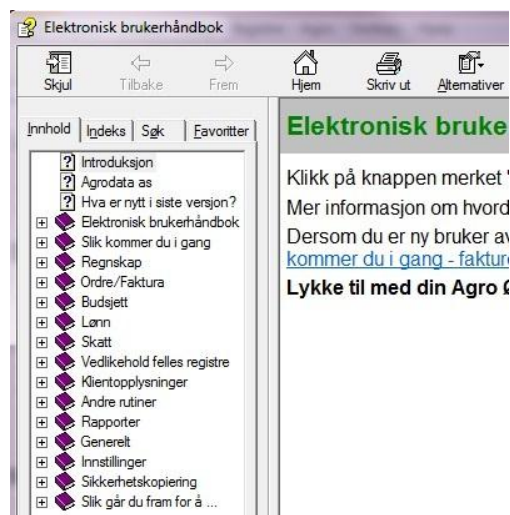 Elektronisk brukerhåndbok
Skjul Tilbake Frem Hjem Skriv ut Alternativer
Innhold Indeks Søk Favoritter
Introduksjon
Agrodata as
Hva er nytt i siste versjon?
Elektronisk brukerhåndbok
Slik kommer du i gang
Regnskap
Ordre/Faktura
Budsjett
Lønn
Skatt
Vedlikehold felles registre
Klientopplysninger
Andre rutiner
Rapporter
Generelt
Innstillinger
Sikkerhetskopiering
Slik går du fram for å ...
Elektronisk bruke
Klikk på knappen merket '
Mer informasjon om hvord
Dersom du er ny bruker av
kommer du i gang - fakture
Lykke til med din Agro Ø